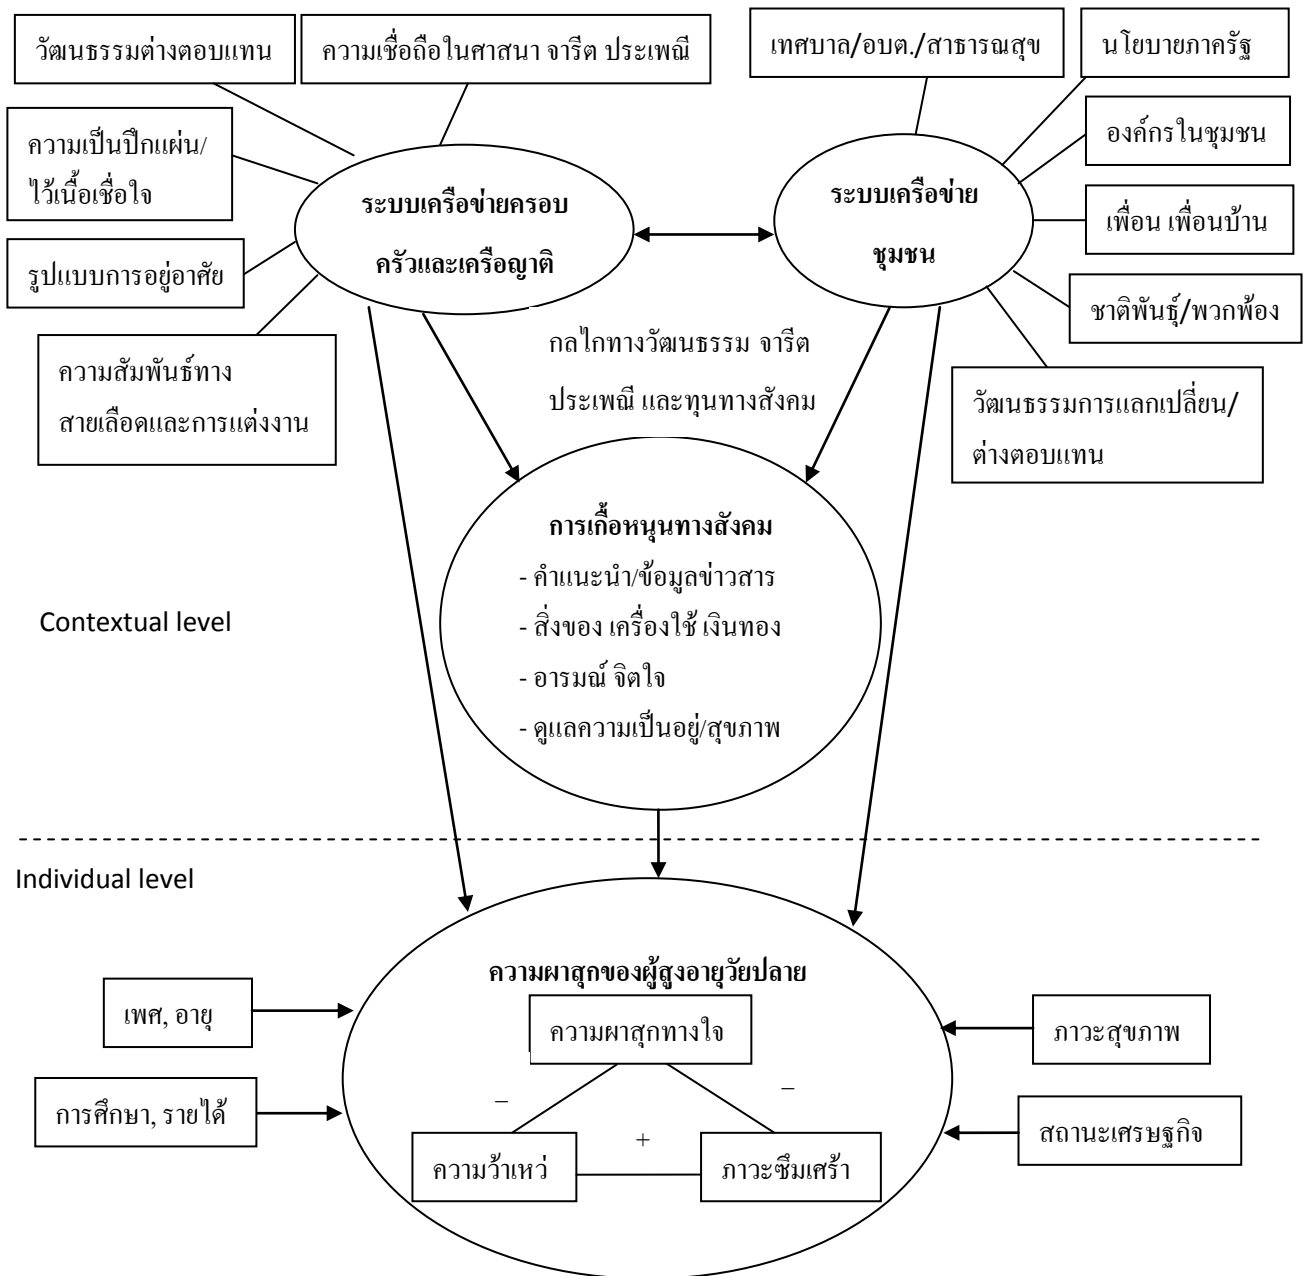 วัฒนธรรมต่างตอบแทน
ความเชื่อถือในศาสนา จารีต ประเพณี
เทศบาล/อบต./สาธารณสุข
นโยบายภาครัฐ
ความเป็นปึกแผ่น/
ไว้เนื้อเชื่อใจ
องค์กรในชุมชน
ระบบเครือข่ายครอบ
ครัวและเครือญาติ
ระบบเครือข่าย
ชุมชน
เพื่อน เพื่อนบ้าน
รูปแบบการอยู่อาศัย
ชาติพันธุ์/พวกพ้อง
ความสัมพันธ์ทาง
สายเลือดและการแต่งงาน
กลไกทางวัฒนธรรม จารีต
ประเพณี และทุนทางสังคม
วัฒนธรรมการแลกเปลี่ยน/
ต่างตอบแทน
การเกื้อหนุนทางสังคม
- คำแนะนำ/ข้อมูลข่าวสาร
- สิ่งของ เครื่องใช้ เงินทอง
- อารมณ์ จิตใจ
- ดูแลความเป็นอยู่/สุขภาพ
Contextual level
Individual level
ความผาสุกของผู้สูงอายุวัยปลาย
เพศ, อายุ
ความผาสุกทางใจ
ภาวะสุขภาพ
การศึกษา, รายได้
–
–
สถานะเศรษฐกิจ
+
ความว้าเหว่
ภาวะซึมเศร้า